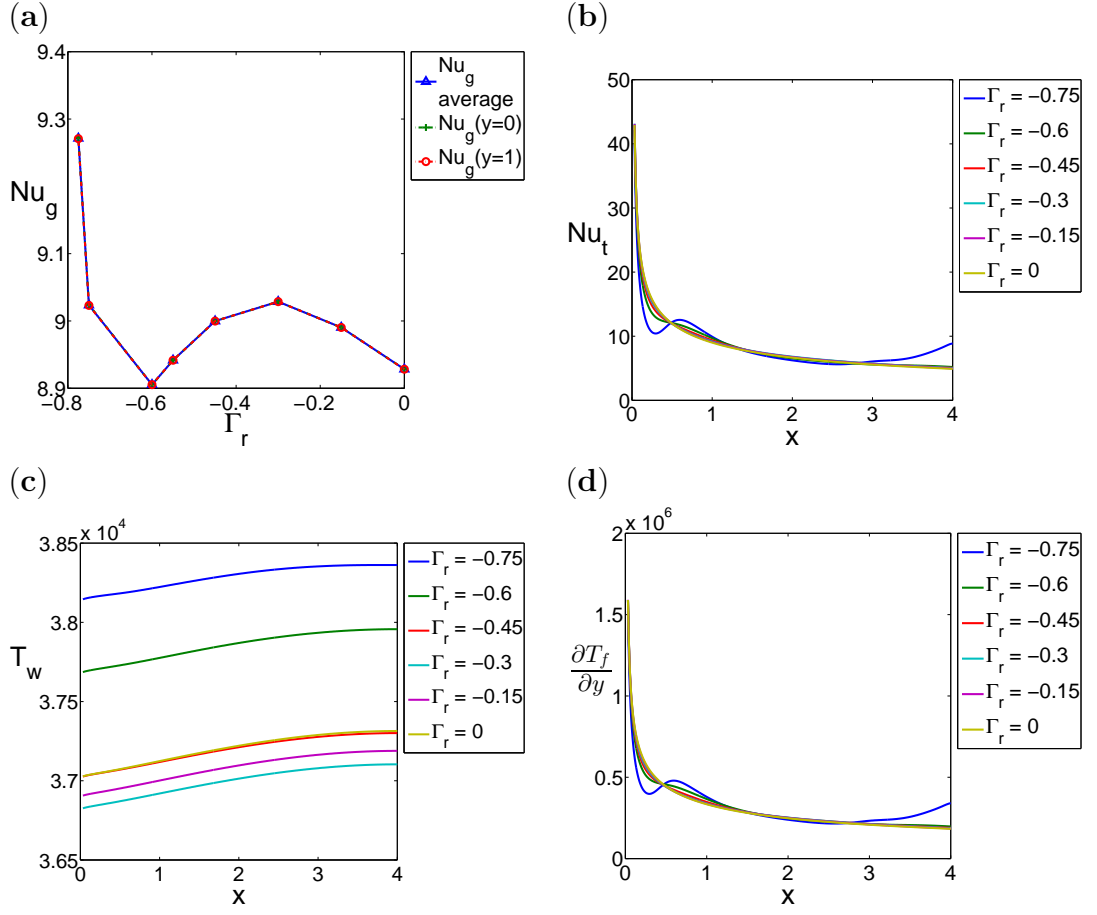 (a)
9.4
9.3
Nu_g
9.1
9
8.9
−0.8
−0.6
−0.4
−0.2
0
Γ_r
Nu_g average
Nu_g(y=0)
Nu_g(y=1)
(b)
50
40
30
Nu_t
20
10
0
0
1
2
3
4
x
Γ_r = −0.75
Γ_r = −0.6
Γ_r = −0.45
Γ_r = −0.3
Γ_r = −0.15
Γ_r = 0
(c)
x 10^4
3.85
3.8
T_w
3.75
3.7
3.65
0
1
2
3
4
x
Γ_r = −0.75
Γ_r = −0.6
Γ_r = −0.45
Γ_r = −0.3
Γ_r = −0.15
Γ_r = 0
(d)
x 10^6
2
1.5
∂T_f/∂y
1
0.5
0
0
1
2
3
4
x
Γ_r = −0.75
Γ_r = −0.6
Γ_r = −0.45
Γ_r = −0.3
Γ_r = −0.15
Γ_r = 0